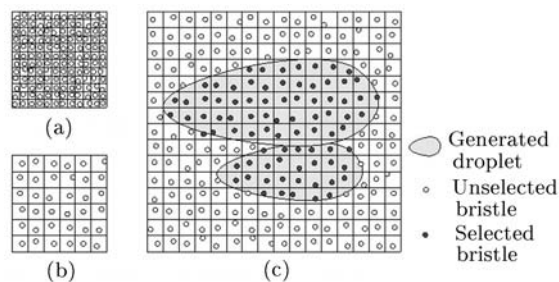 (a)
(b)
(c)
Generated
droplet
Unselected
bristle
Selected
bristle